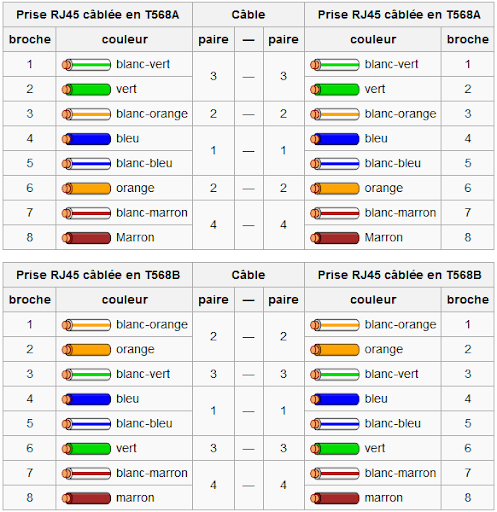 Prise RJ45 câblée en T568A Câble Prise RJ45 câblée en T568A
broche couleur paire — paire couleur broche
1 blanc-vert 3 — 3 blanc-vert 1
2 vert vert 2
3 blanc-orange 2 — 2 blanc-orange 3
4 bleu 1 — 1 bleu 4
5 blanc-bleu blanc-bleu 5
6 orange 2 — 2 orange 6
7 blanc-marron 4 — 4 blanc-marron 7
8 Marron Marron 8
Prise RJ45 câblée en T568B Câble Prise RJ45 câblée en T568B
broche couleur paire — paire couleur broche
1 blanc-orange 2 — 2 blanc-orange 1
2 orange orange 2
3 blanc-vert 3 — 3 blanc-vert 3
4 bleu 1 — 1 bleu 4
5 blanc-bleu blanc-bleu 5
6 vert 3 — 3 vert 6
7 blanc-marron 4 — 4 blanc-marron 7
8 marron marron 8